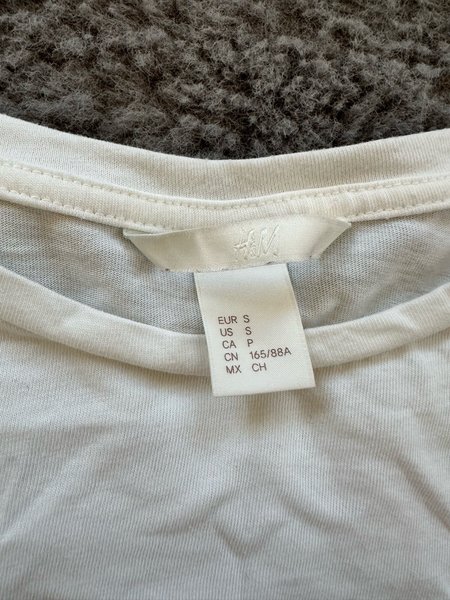 H&M
EUR S
US S
CA P
CN 165/88A
MX CH